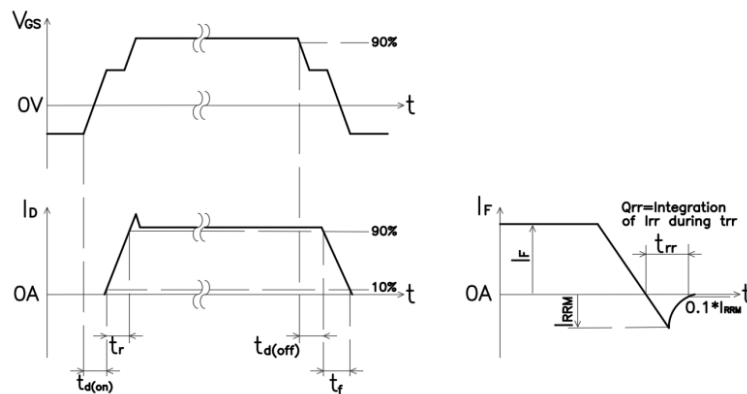 VGS
90%
0V
t
ID
90%
10%
0A
t
tr
td(on)
td(off)
tf
IF
Qrr=Integration
of Irr during trr
trr
IF
0A
t
IRRM
0.1*IRRM